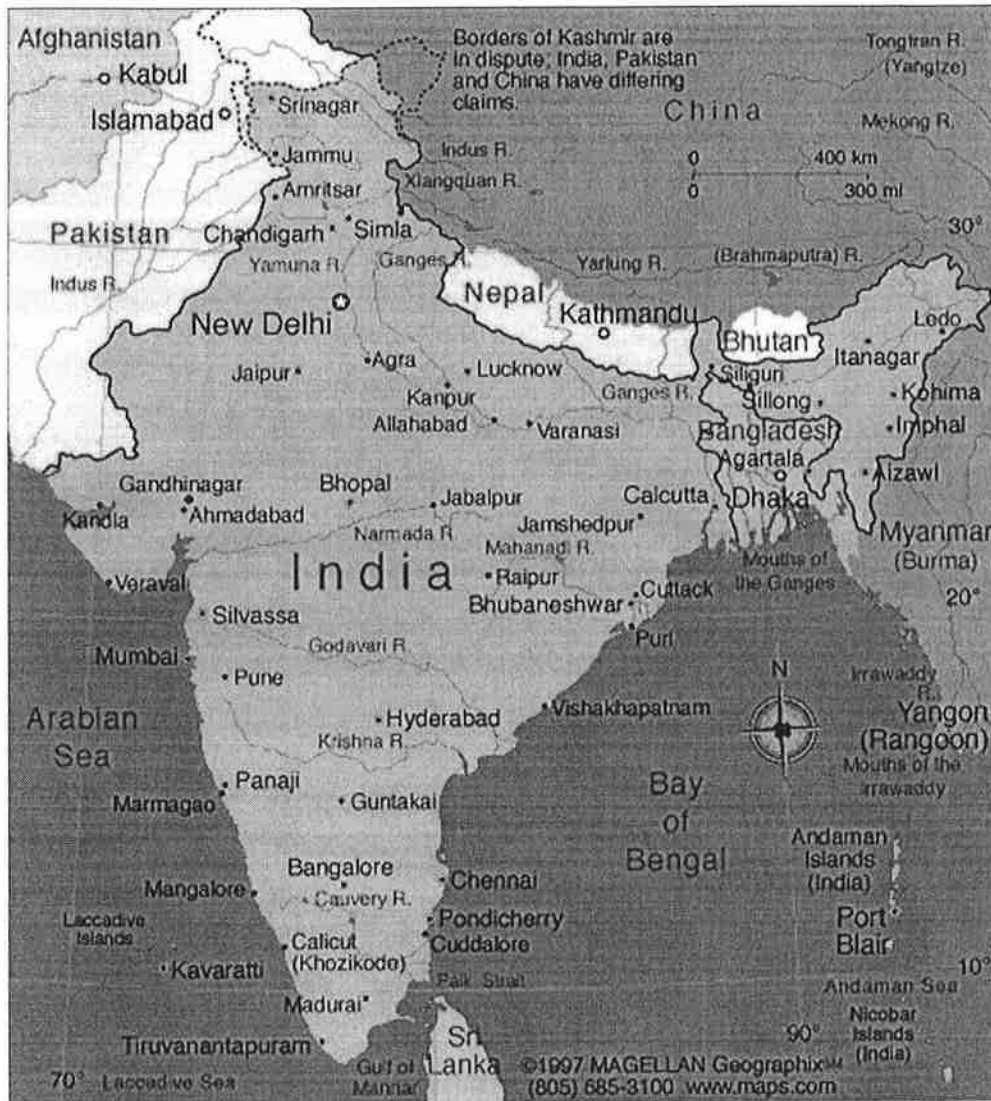 Afghanistan
Kabul
Islamabad
Srinagar
Borders of Kashmir are
in dispute; India, Pakistan
and China have differing
claims.
Tongtian R.
(Yangtze)
China
Mekong R.
Jammu
Indus R.
0 400 km
0 300 mi
Amritsar
Xiangquan R.
Pakistan
Chandigarh
Simla
30°
Indus R.
Yamuna R.
Ganges R.
Yarlung R.
(Brahmaputra) R.
New Delhi
Nepal
Kathmandu
Bhutan
Ledo
Itanagar
Jaipur
Agra
Lucknow
Siliguri
Kanpur
Ganges R.
Sillong
Kohima
Allahabad
Varanasi
Bangladesh
Imphal
Agartala
Gandhinagar
Bhopal
Jabalpur
Calcutta
Dhaka
Aizawl
Kandla
Ahmadabad
Narmada R.
Jamshedpur
Mahanadi R.
Myanmar
(Burma)
India
Mouths of
the Ganges
Veraval
Raipur
Cuttack
Bhubaneshwar
20°
Silvassa
Puri
Godavari R.
Mumbai
Pune
N
Irrawaddy
R.
Arabian
Sea
Hyderabad
Vishakhapatnam
Yangon
(Rangoon)
Krishna R.
Mouths of the
Irrawaddy
Panaji
Marmagao
Guntakal
Bay
of
Bengal
Andaman
Islands
(India)
Bangalore
Chennai
Mangalore
Cauvery R.
Laccadive
Islands
Pondicherry
Cuddalore
Port
Blair
Calicut
(Khozikode)
Kavaratti
Palk Strait
10°
Andaman Sea
Madurai
Nicobar
Islands
(India)
90°
Tiruvanantapuram
Gulf of
Mannar
Sri
Lanka
70°
Laccadive Sea
©1997 MAGELLAN Geographix℠
(805) 685-3100 www.maps.com